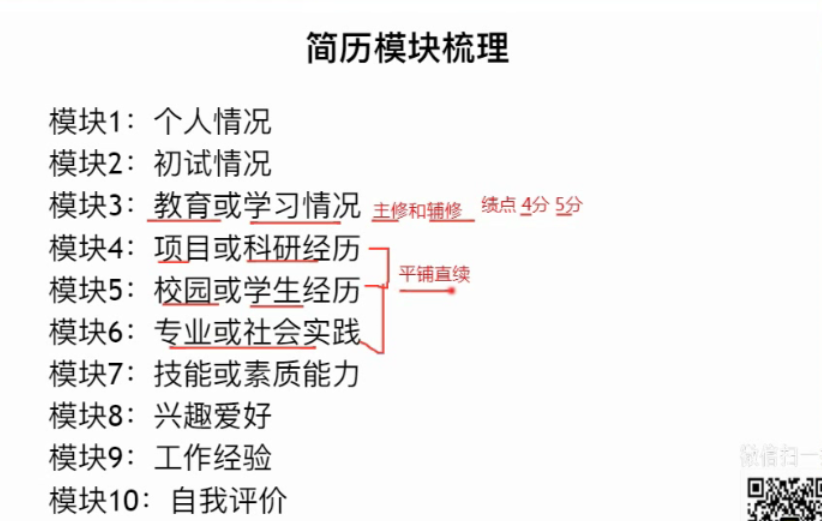 简历模块梳理
模块1：个人情况
模块2：初试情况
模块3：教育或学习情况 主修和辅修 绩点 4分 5分
模块4：项目或科研经历
平铺直续
模块5：校园或学生经历
模块6：专业或社会实践
模块7：技能或素质能力
模块8：兴趣爱好
模块9：工作经验
微信扫一
模块10：自我评价